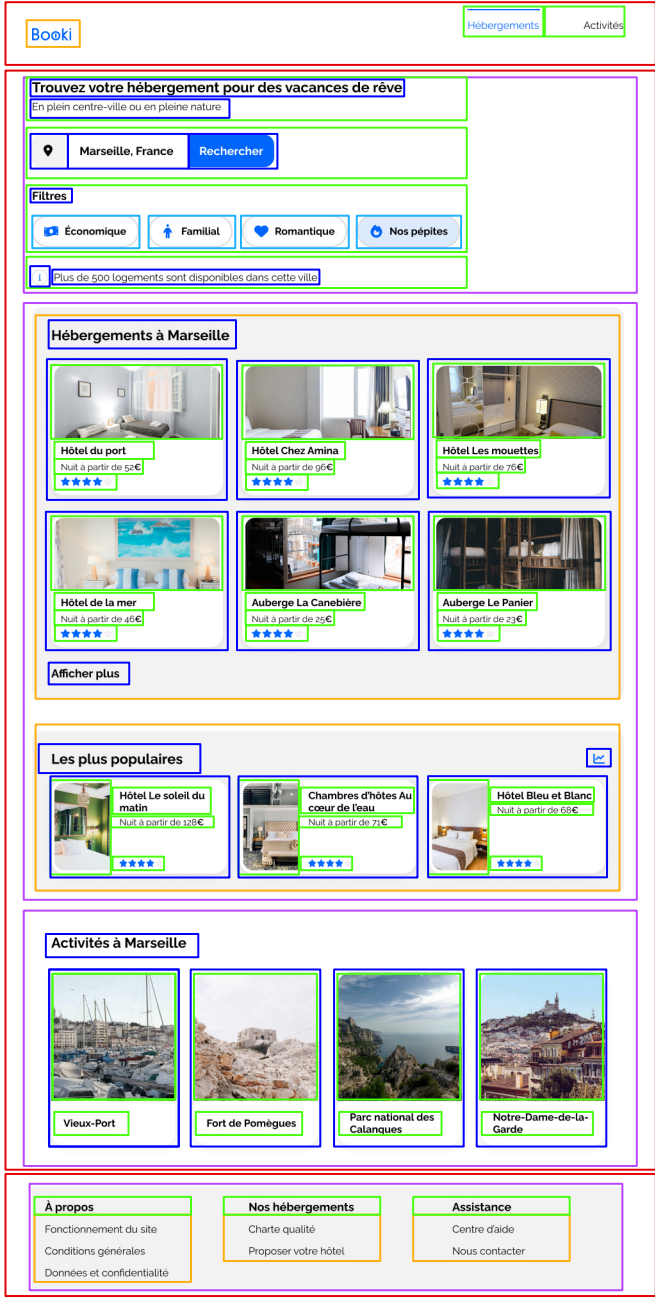 Booki
Hébergements
Activités
Trouvez votre hébergement pour des vacances de rêve
En plein centre-ville ou en pleine nature
Marseille, France
Rechercher
Filtres
Économique
Familial
Romantique
Nos pépites
i
Plus de 500 logements sont disponibles dans cette ville
Hébergements à Marseille
Hôtel du port
Nuit à partir de 52€
Hôtel Chez Amina
Nuit à partir de 96€
Hôtel Les mouettes
Nuit à partir de 76€
Hôtel de la mer
Nuit à partir de 46€
Auberge La Canebière
Nuit à partir de 25€
Auberge Le Panier
Nuit à partir de 23€
Afficher plus
Les plus populaires
Hôtel Le soleil du
matin
Nuit à partir de 128€
Chambres d'hôtes Au
cœur de l'eau
Nuit à partir de 71€
Hôtel Bleu et Blanc
Nuit à partir de 68€
Activités à Marseille
Vieux-Port
Fort de Pomègues
Parc national des
Calanques
Notre-Dame-de-la-
Garde
À propos
Fonctionnement du site
Conditions générales
Données et confidentialité
Nos hébergements
Charte qualité
Proposer votre hôtel
Assistance
Centre d'aide
Nous contacter